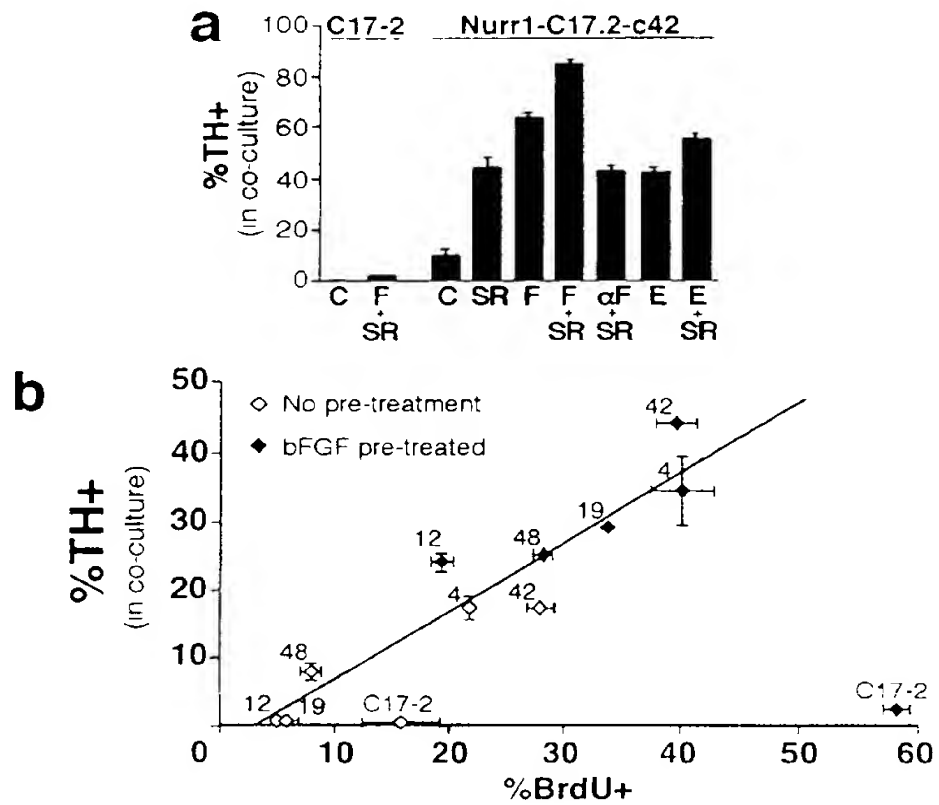 a
C17-2 Nurr1-C17.2-c42
100
80
60
40
20
0
%TH+
(in co-culture)
C F + SR C SR F F + SR αF + SR E E + SR
b
50
40
30
20
10
0
%TH+
(in co-culture)
◇ No pre-treatment
◆ bFGF pre-treated
42
4
19
48
12
4
42
48
12
19
C17-2
C17-2
10 20 30 40 50 60
%BrdU+